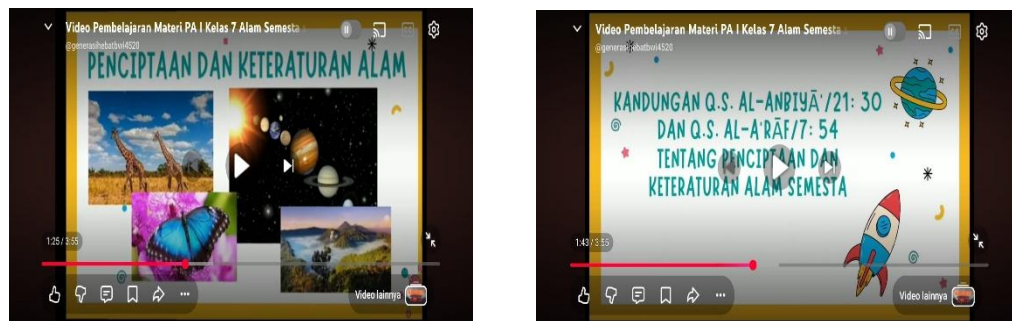 Video Pembelajaran Materi PA I Kelas 7 Alam Semesta
@generasihebatbwi4520
PENCIPTAAN DAN KETERATURAN ALAM
1:25 / 3:55
Video lainnya
Video Pembelajaran Materi PA I Kelas 7 Alam Semesta
@generasihebatbwi4520
KANDUNGAN Q.S. AL-ANBIYĀ'/21: 30
DAN Q.S. AL-A'RĀF/7: 54
TENTANG PENCIPTAAN DAN
KETERATURAN ALAM SEMESTA
1:43 / 3:55
Video lainnya